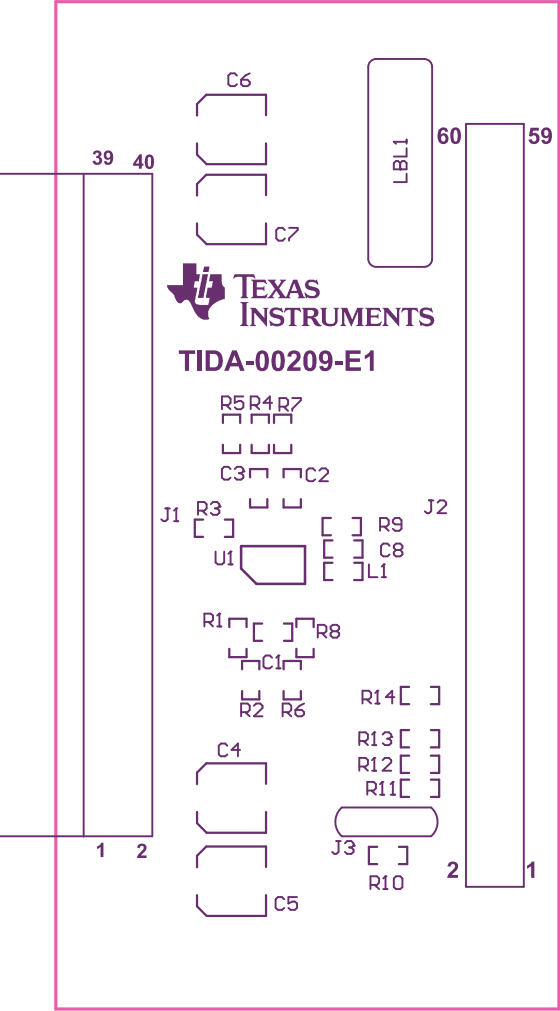 C6
LBL1
60
59
39
40
C7
TEXAS
INSTRUMENTS
TIDA-00209-E1
R5 R4 R7
C3
C2
J1
R3
J2
R9
U1
C8
L1
R1
R8
C1
R2
R6
R14
R13
C4
R12
R11
J3
1
2
2
1
R10
C5